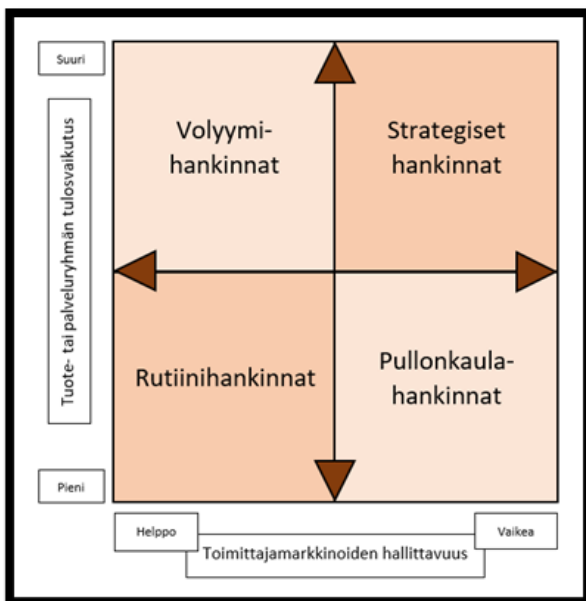 Suuri
Tuote- tai palveluryhmän tulosvaikutus
Pieni
Volyymi-
hankinnat
Strategiset
hankinnat
Rutiinihankinnat
Pullonkaula-
hankinnat
Helppo
Vaikea
Toimittajamarkkinoiden hallittavuus